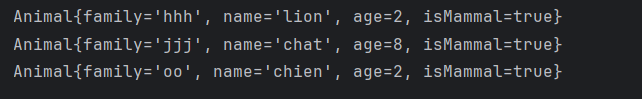 Animal{family='hhh', name='lion', age=2, isMammal=true}
Animal{family='jjj', name='chat', age=8, isMammal=true}
Animal{family='oo', name='chien', age=2, isMammal=true}